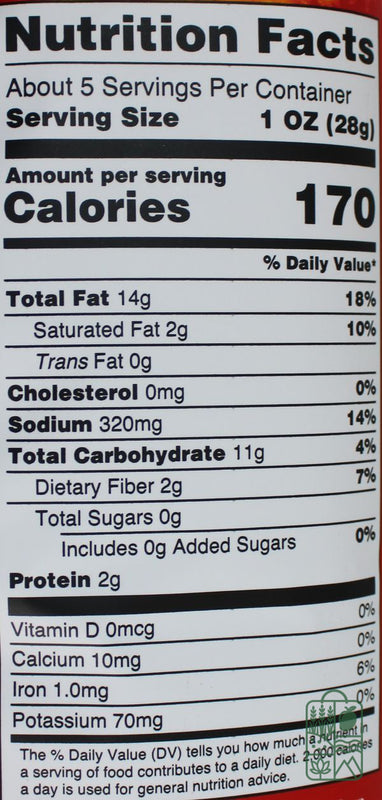 Nutrition Facts
About 5 Servings Per Container
Serving Size 1 OZ (28g)
Amount per serving
Calories 170
% Daily Value*
Total Fat 14g 18%
Saturated Fat 2g 10%
Trans Fat 0g
Cholesterol 0mg 0%
Sodium 320mg 14%
Total Carbohydrate 11g 4%
Dietary Fiber 2g 7%
Total Sugars 0g
Includes 0g Added Sugars 0%
Protein 2g
Vitamin D 0mcg 0%
Calcium 10mg 0%
Iron 1.0mg 6%
Potassium 70mg 0%
The % Daily Value (DV) tells you how much a nutrient in
a serving of food contributes to a daily diet. 2,000 calories
a day is used for general nutrition advice.